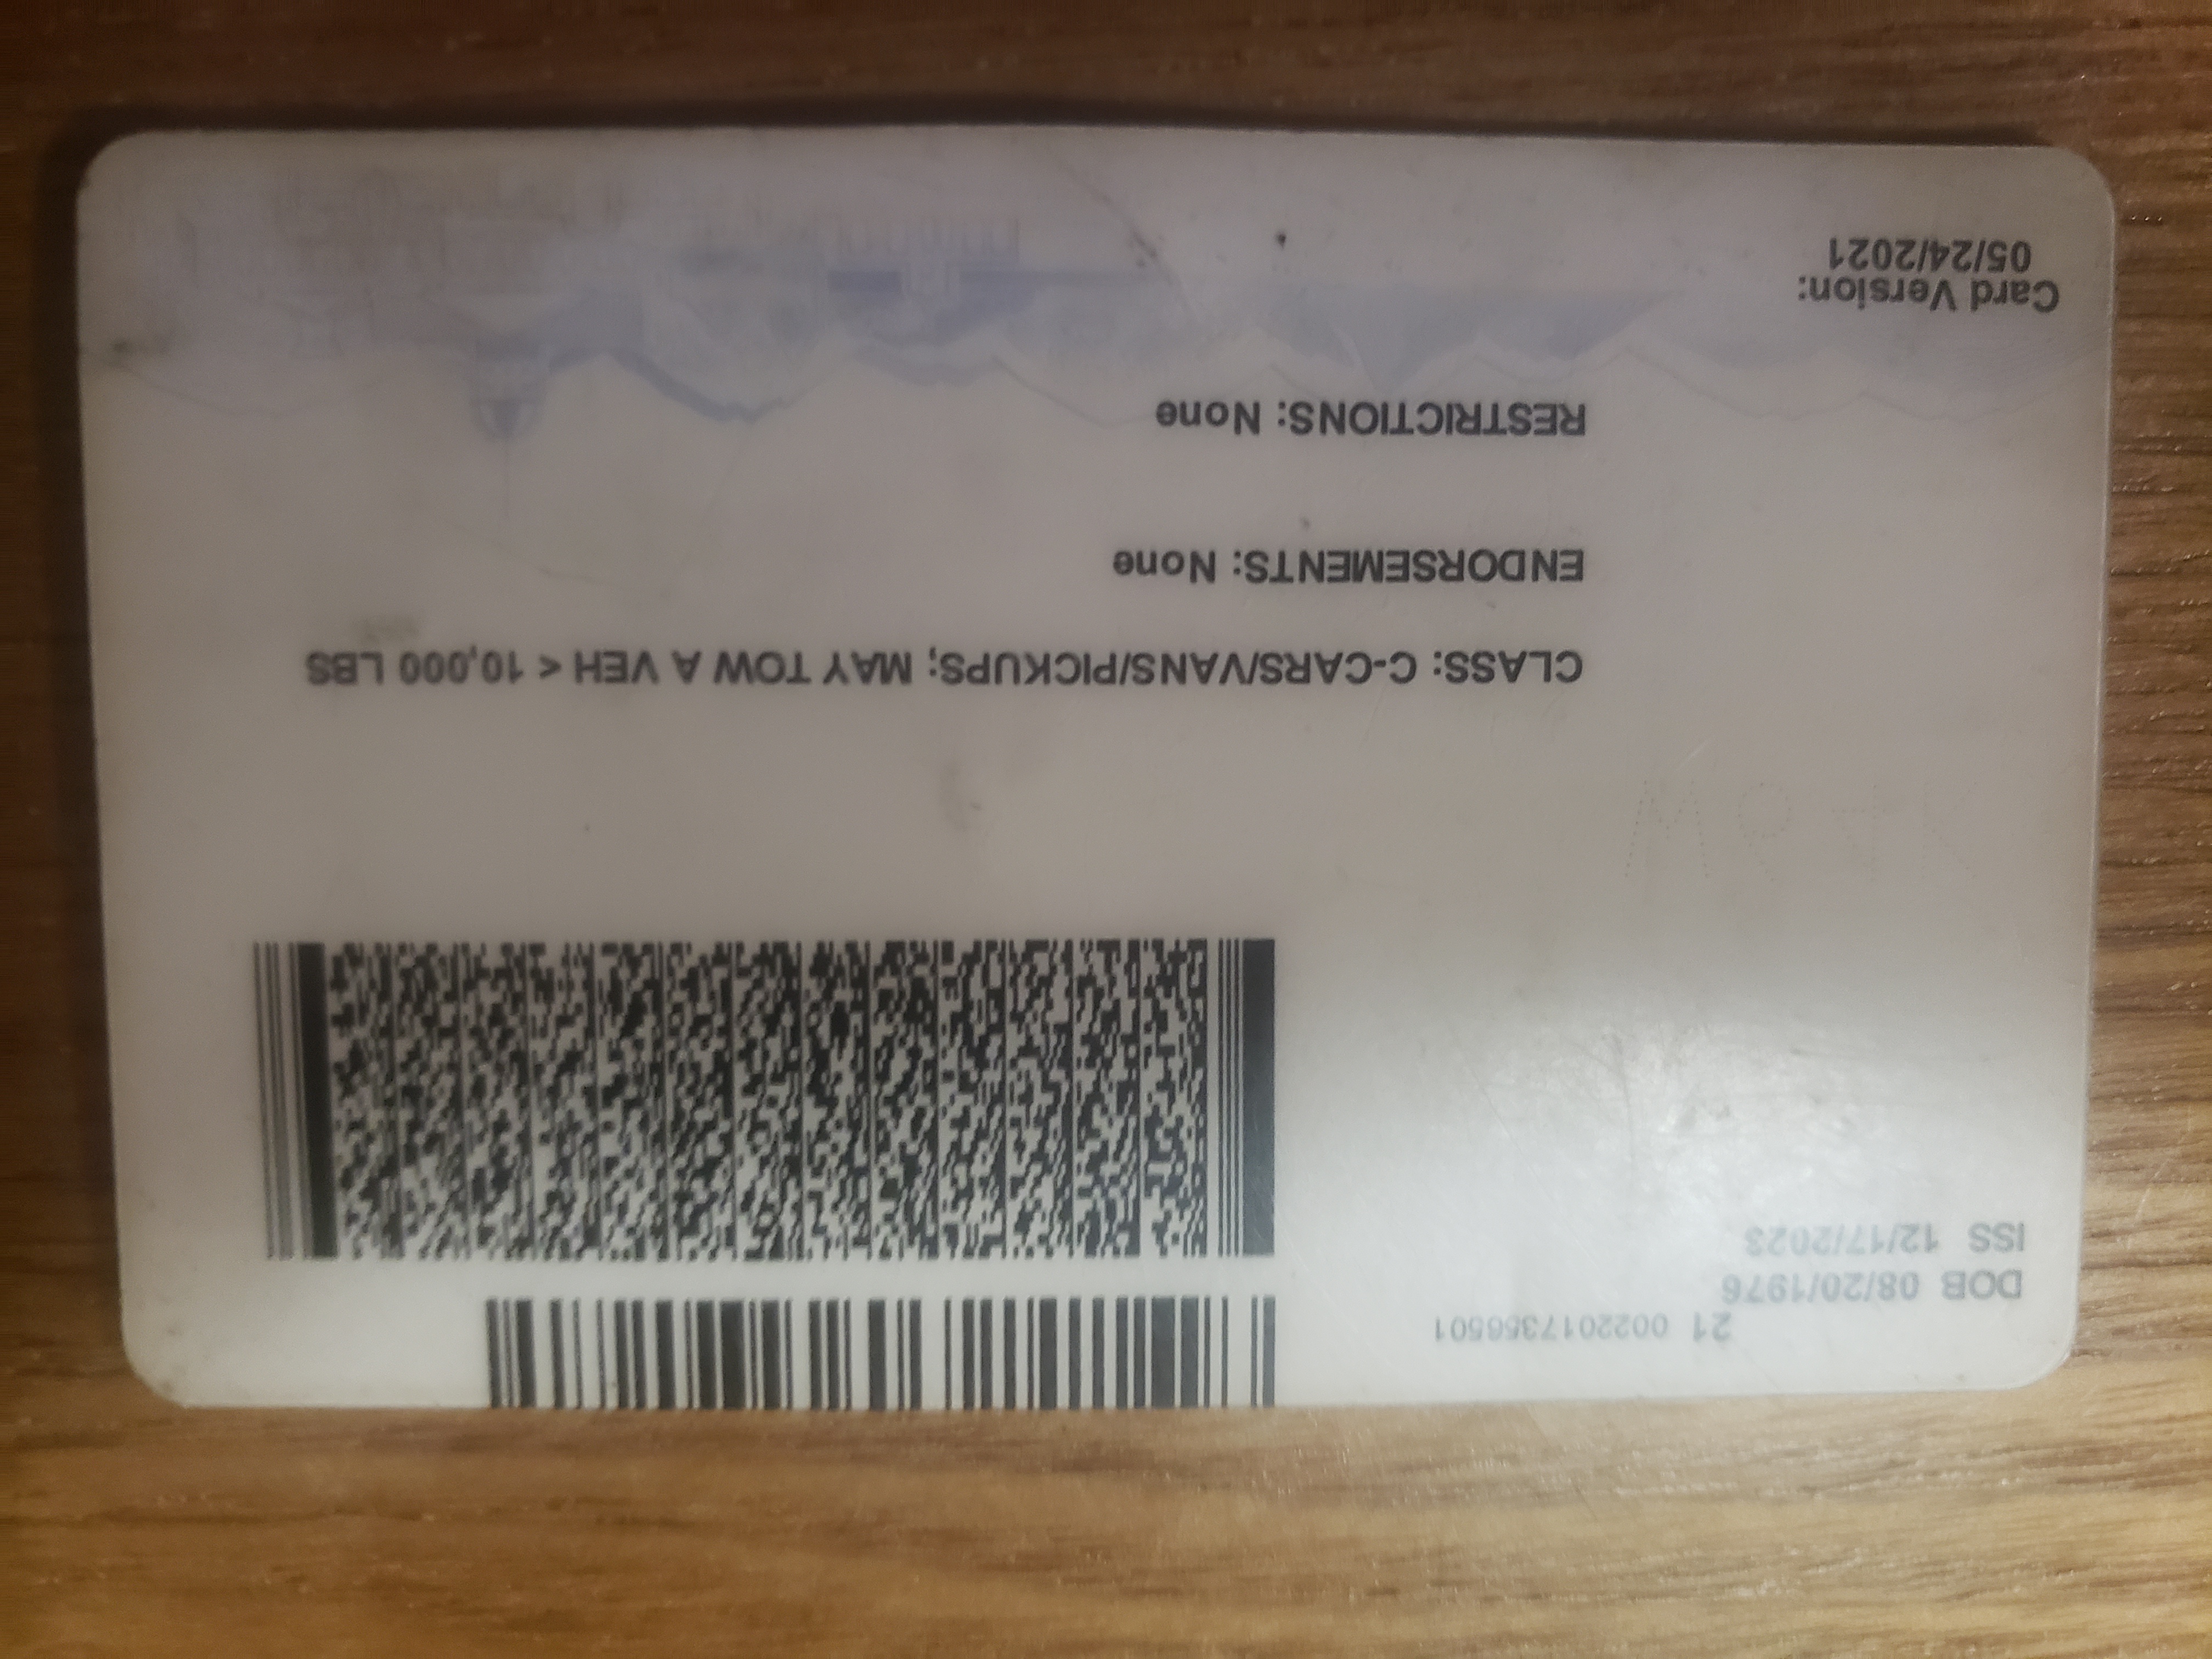 21 002201736501
DOB 08/20/1976
ISS 12/17/2023
CLASS: C-CARS/VANS/PICKUPS; MAY TOW A VEH < 10,000 LBS
ENDORSEMENTS: None
RESTRICTIONS: None
Card Version:
05/24/2021